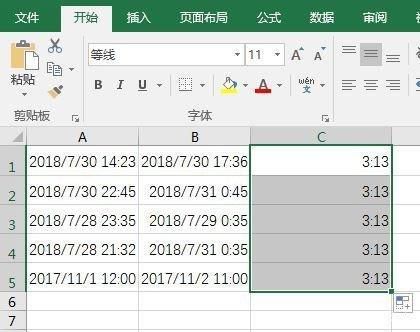 文件 开始 插入 页面布局 公式 数据 审阅
等线 11 A A
粘贴 B I U A wén 文
剪贴板 字体
A B C
1 2018/7/30 14:23 2018/7/30 17:36 3:13
2 2018/7/30 22:45 2018/7/31 0:45 3:13
3 2018/7/28 23:35 2018/7/29 0:35 3:13
4 2018/7/28 21:32 2018/7/31 0:35 3:13
5 2017/11/1 12:00 2017/11/2 11:00 3:13
6
7